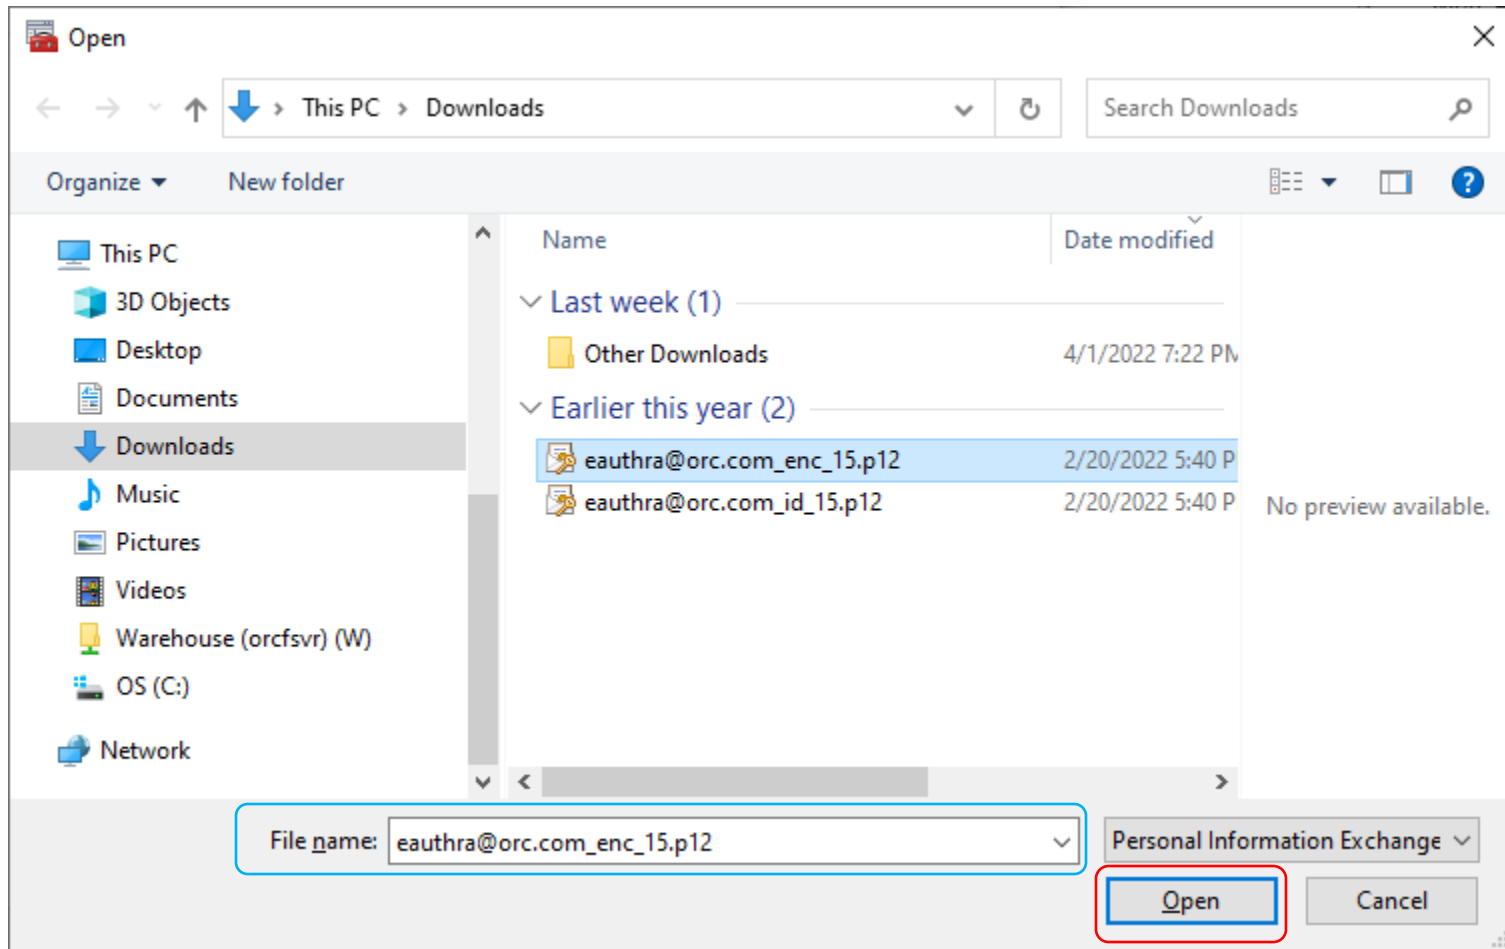 Open
This PC > Downloads
Search Downloads
Organize
New folder
?
This PC
3D Objects
Desktop
Documents
Downloads
Music
Pictures
Videos
Warehouse (orcfsvr) (W)
OS (C:)
Network
Name
Date modified
Last week (1)
Other Downloads
4/1/2022 7:22 PM
Earlier this year (2)
eauthra@orc.com_enc_15.p12
2/20/2022 5:40 P
eauthra@orc.com_id_15.p12
2/20/2022 5:40 P
No preview available.
File name:
eauthra@orc.com_enc_15.p12
Personal Information Exchange
Open
Cancel